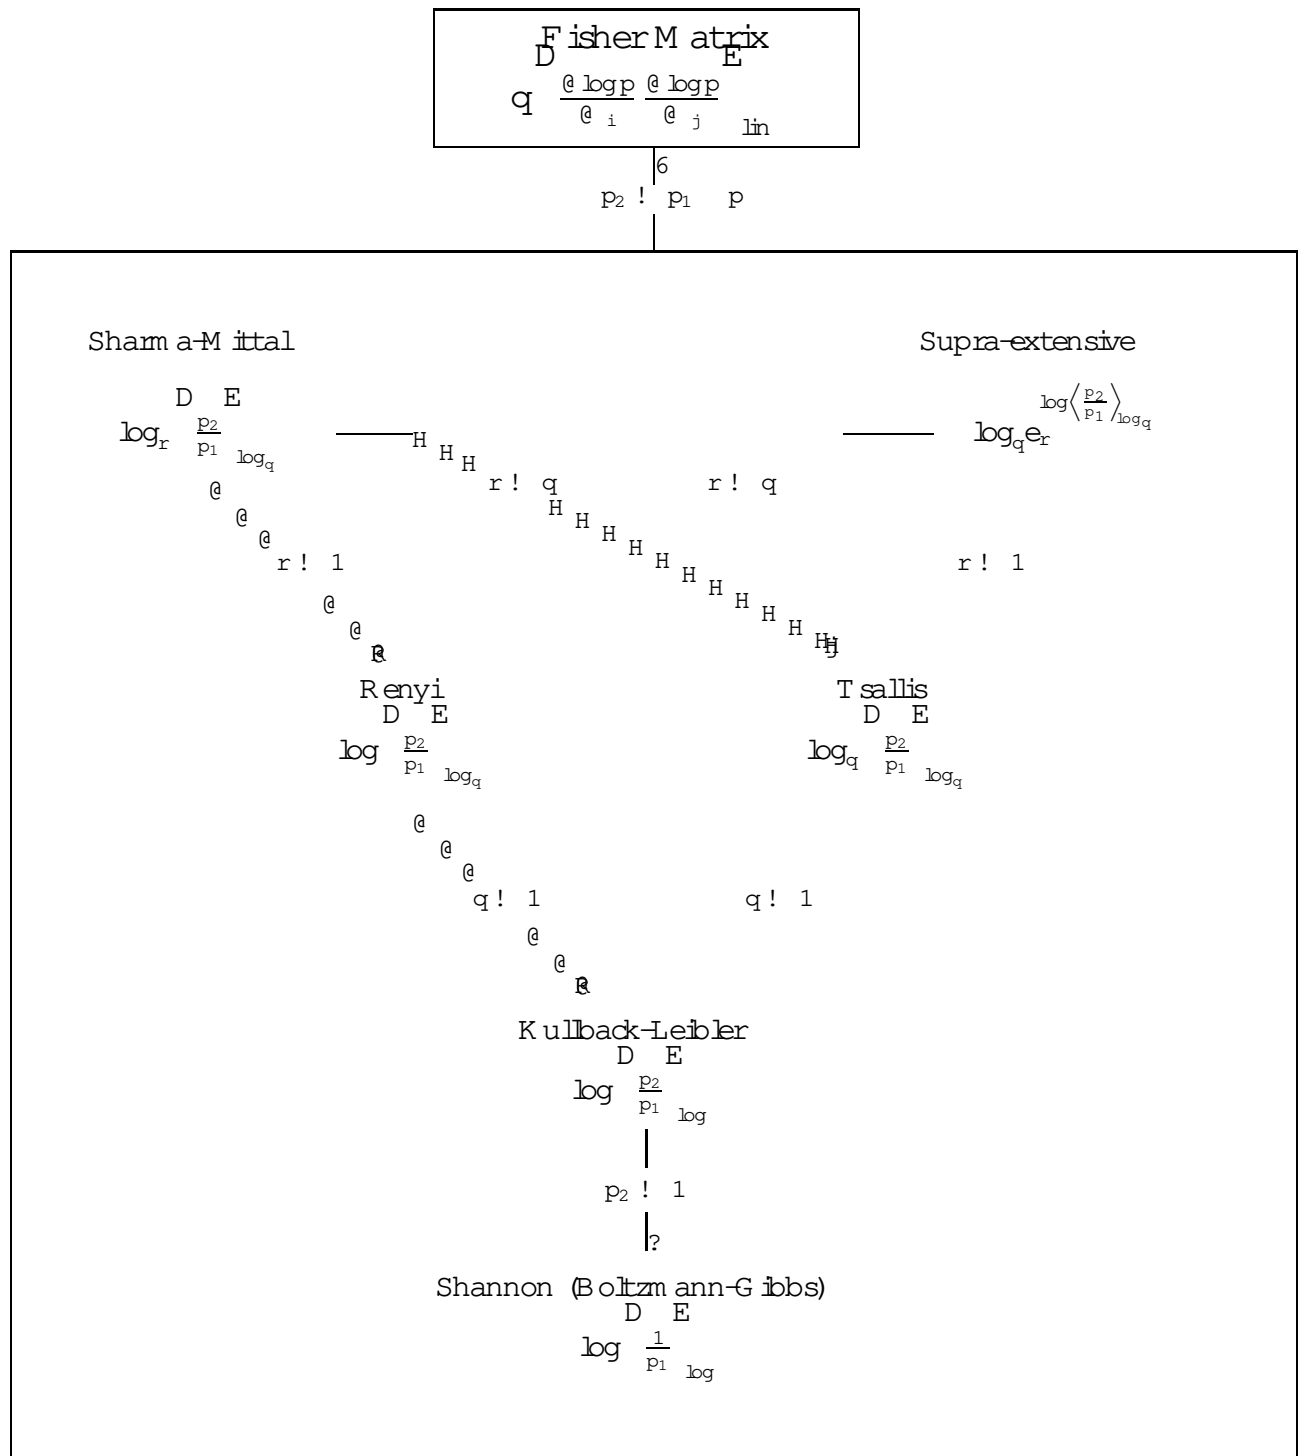 Fisher Matrix
D E
q @ log p @ log p
@ i @ j lin
6
p2 ! p1 p
Sharma-Mittal Supra-extensive
D E
logr p2/p1 logq
logq er log⟨p2/p1⟩logq
H H H
r ! q r ! q
@ @ @
H H H H H H H H H H H Hj
r ! 1 r ! 1
@ @ @R
Renyi Tsallis
D E D E
log p2/p1 logq logq p2/p1 logq
@ @ @
q ! 1 q ! 1
@ @ @R
Kullback-Leibler
D E
log p2/p1 log
p2 ! 1
?
Shannon (Boltzmann-Gibbs)
D E
log 1/p1 log